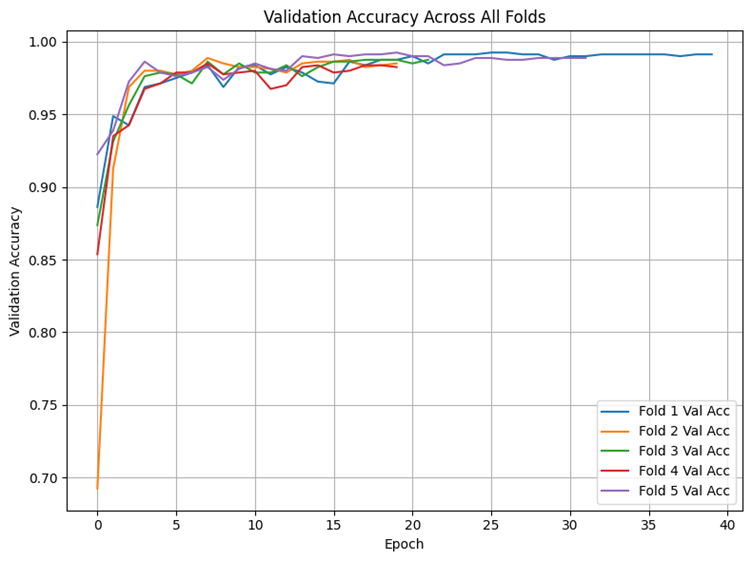 Validation Accuracy Across All Folds
1.00
0.95
0.90
0.85
0.80
0.75
0.70
Validation Accuracy
Fold 1 Val Acc
Fold 2 Val Acc
Fold 3 Val Acc
Fold 4 Val Acc
Fold 5 Val Acc
0 5 10 15 20 25 30 35 40
Epoch